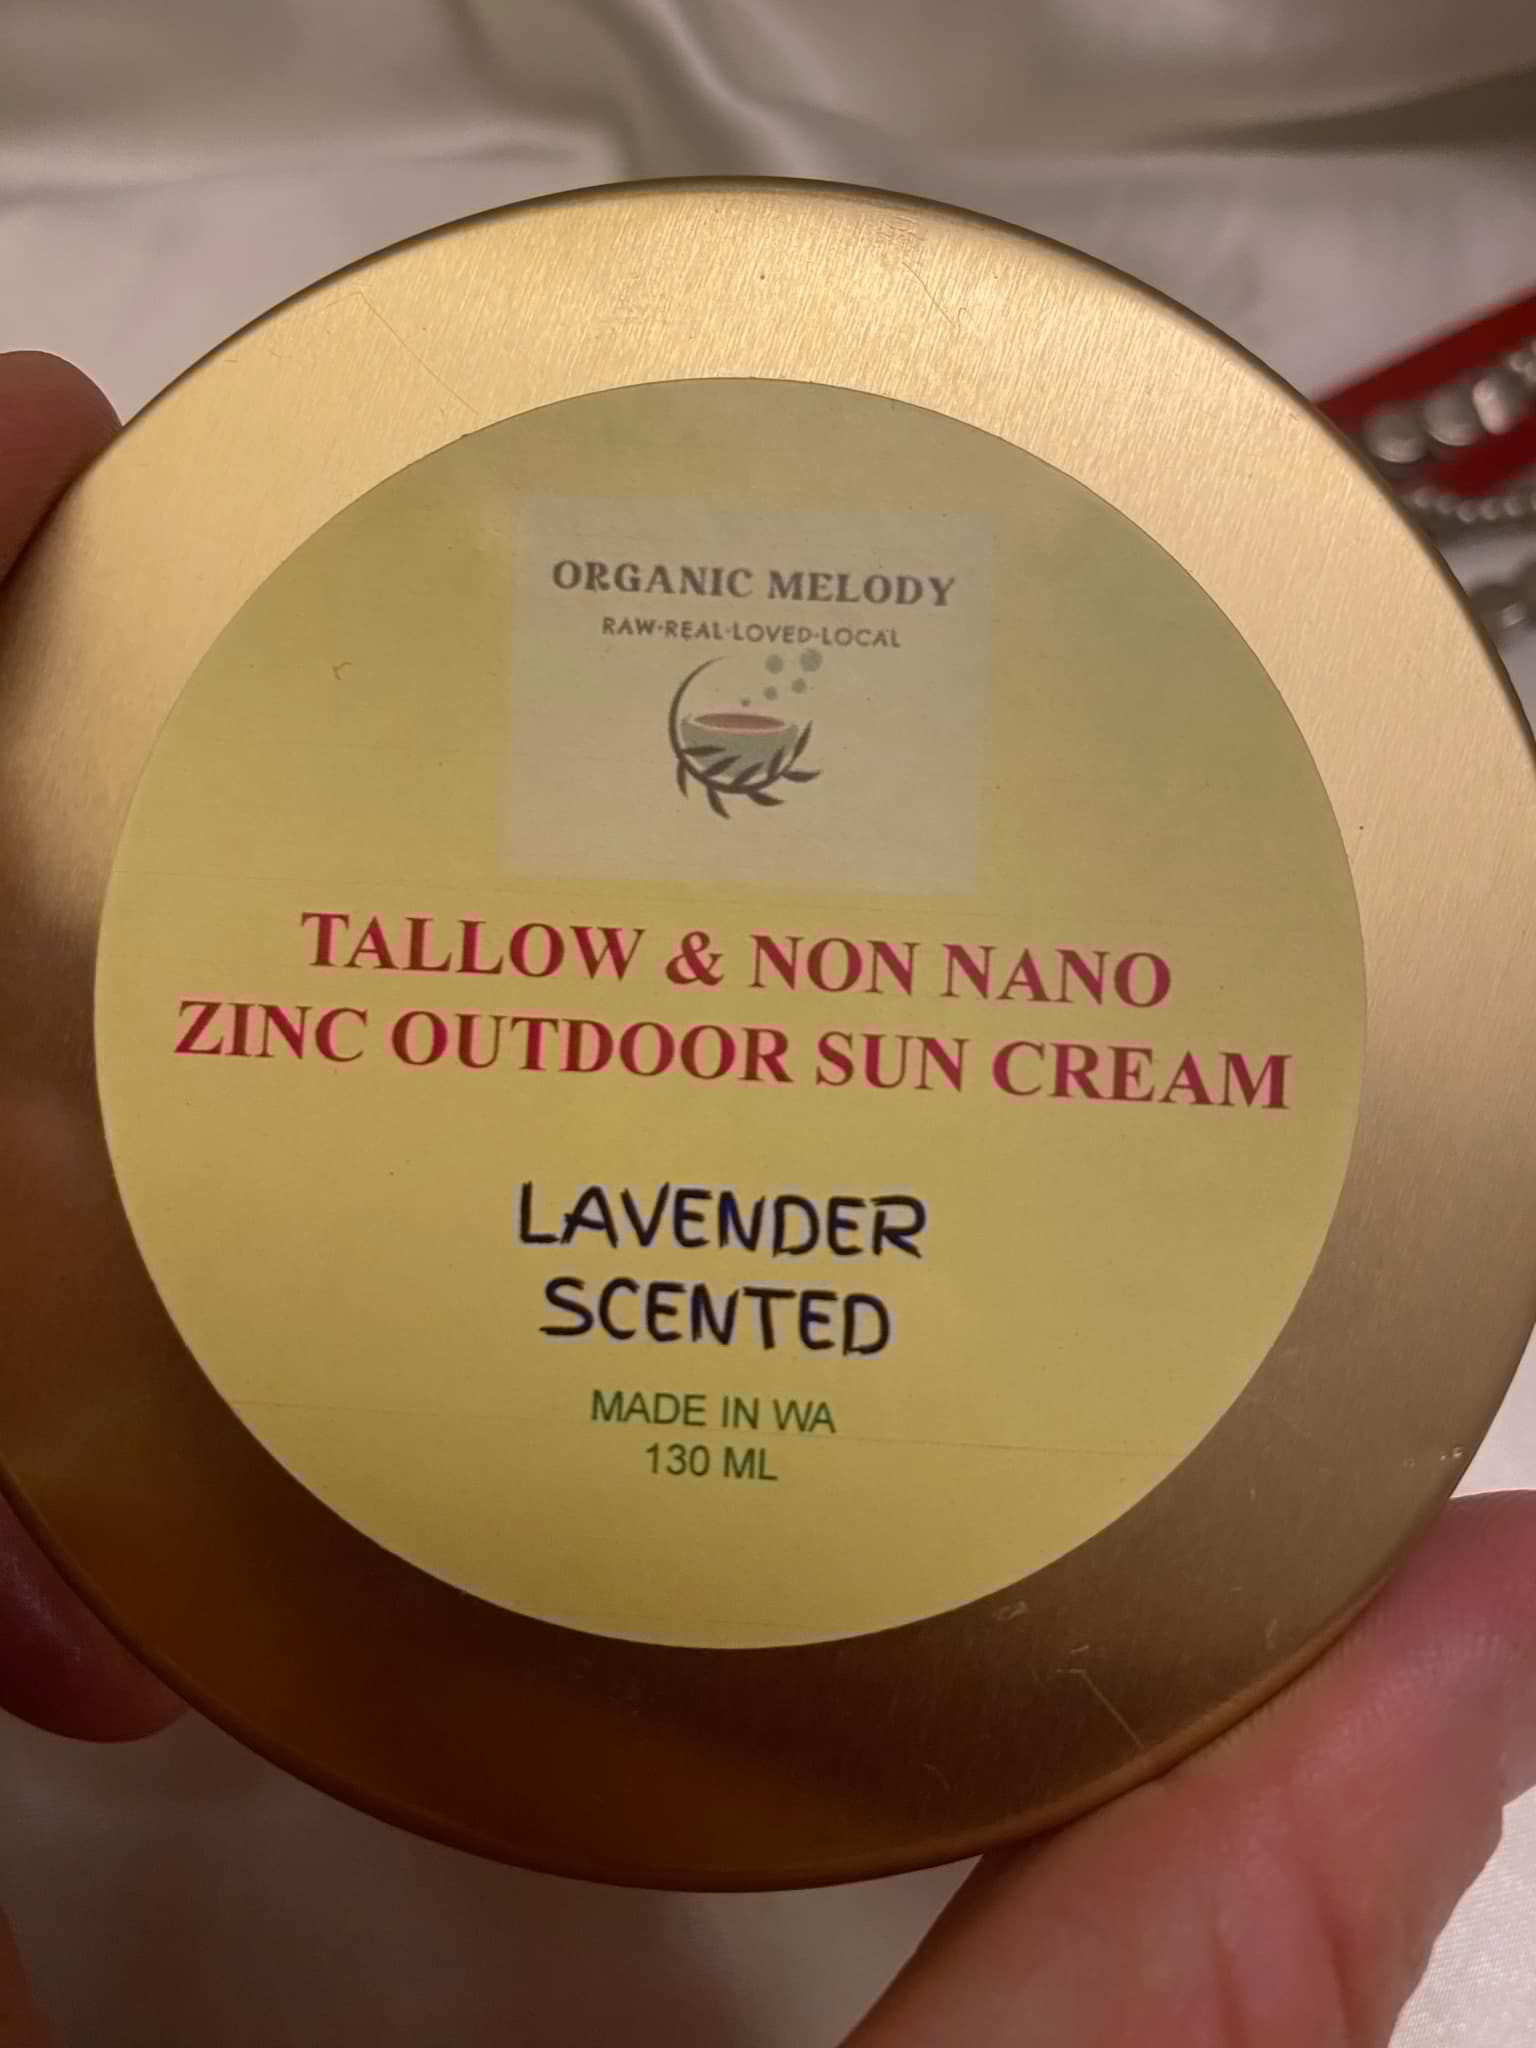 ORGANIC MELODY
RAW·REAL·LOVED·LOCAL
TALLOW & NON NANO
ZINC OUTDOOR SUN CREAM
LAVENDER
SCENTED
MADE IN WA
130 ML